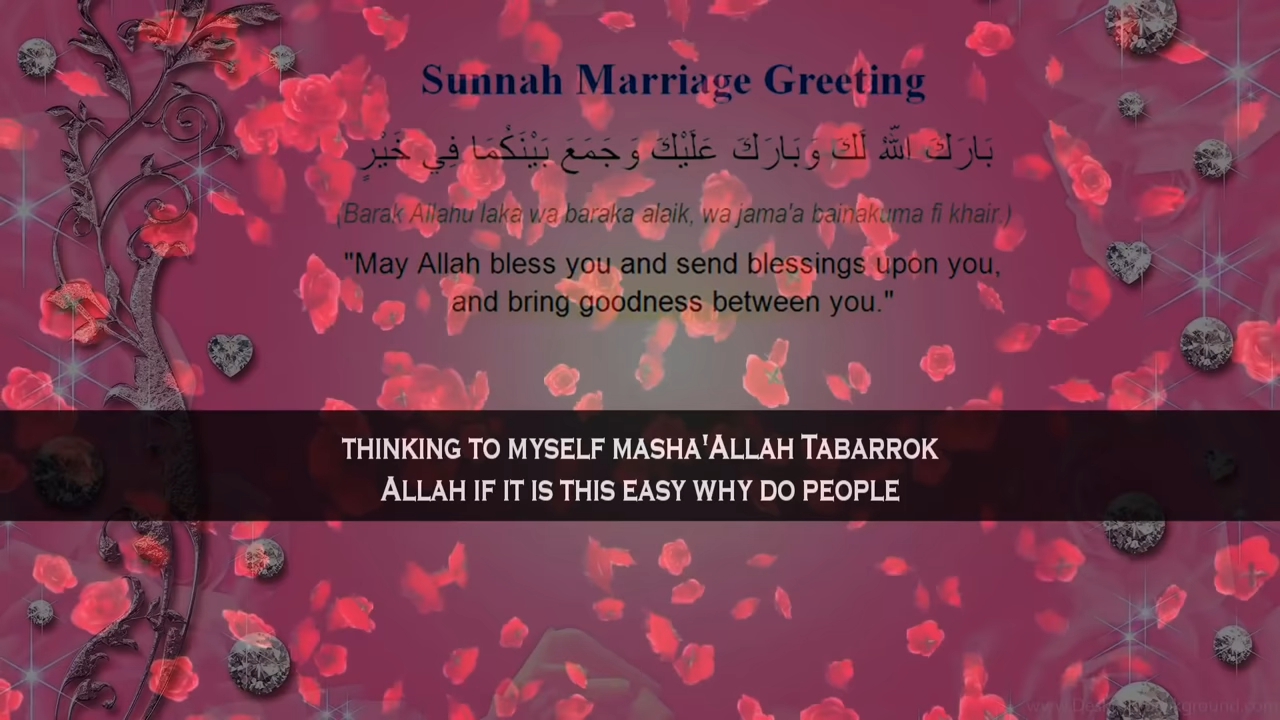 Sunnah Marriage Greeting
بَارَكَ اللَّهُ لَكَ وَبَارَكَ عَلَيْكَ وَجَمَعَ بَيْنَكُمَا فِي خَيْرٍ
(Barak Allahu laka wa baraka alaik, wa jama'a bainakuma fi khair.)
"May Allah bless you and send blessings upon you,
and bring goodness between you."
THINKING TO MYSELF MASHA'ALLAH TABARROK
ALLAH IF IT IS THIS EASY WHY DO PEOPLE